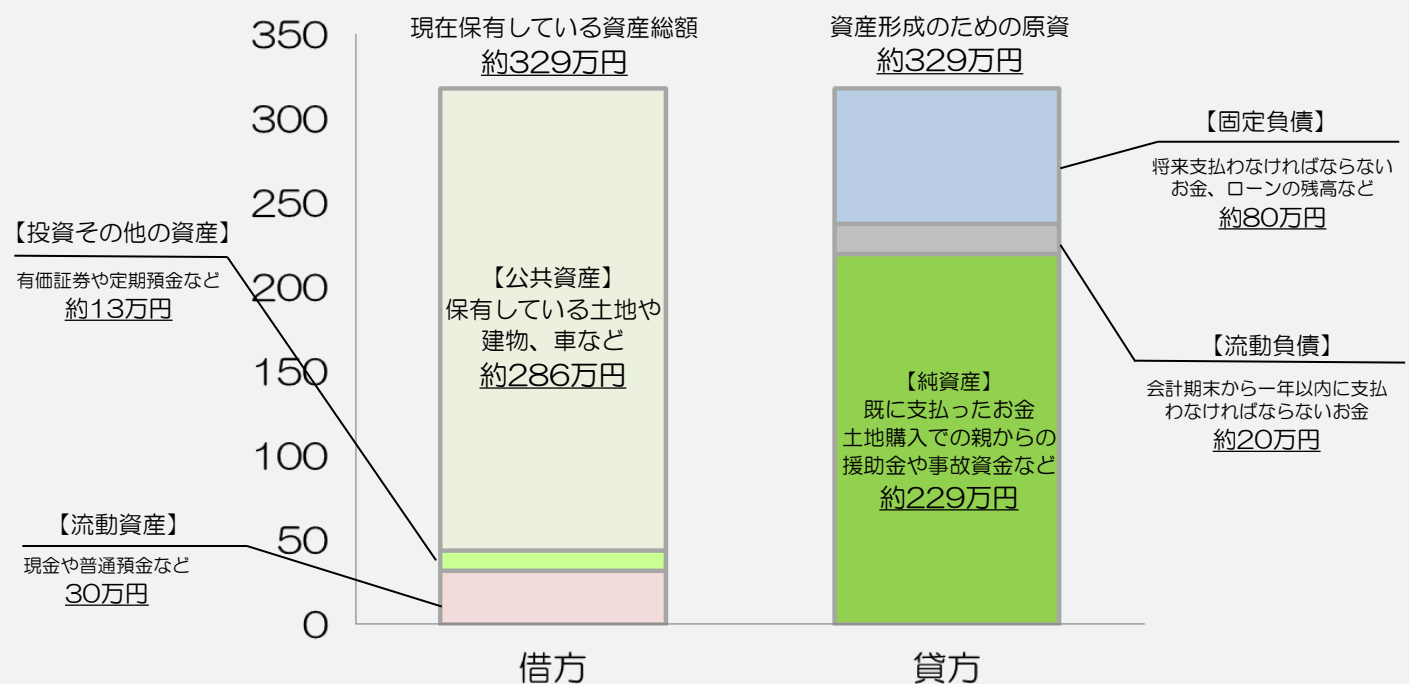 350
300
250
200
150
100
50
0
現在保有している資産総額
約329万円
資産形成のための原資
約329万円
【投資その他の資産】
有価証券や定期預金など
約13万円
【流動資産】
現金や普通預金など
30万円
【公共資産】
保有している土地や
建物、車など
約286万円
【純資産】
既に支払ったお金
土地購入での親からの
援助金や事故資金など
約229万円
【固定負債】
将来支払わなければならない
お金、ローンの残高など
約80万円
【流動負債】
会計期末から一年以内に支払
わなければならないお金
約20万円
借方
貸方